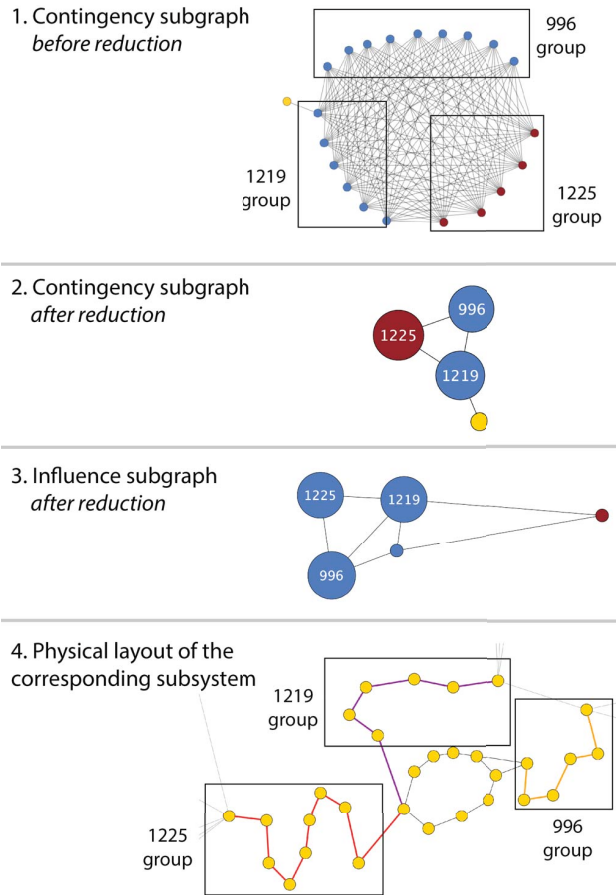 1. Contingency subgraph
before reduction
996
group
1219
group
1225
group
2. Contingency subgraph
after reduction
996
1225
1219
3. Influence subgraph
after reduction
1225
1219
996
4. Physical layout of the
corresponding subsystem
1219
group
1225
group
996
group